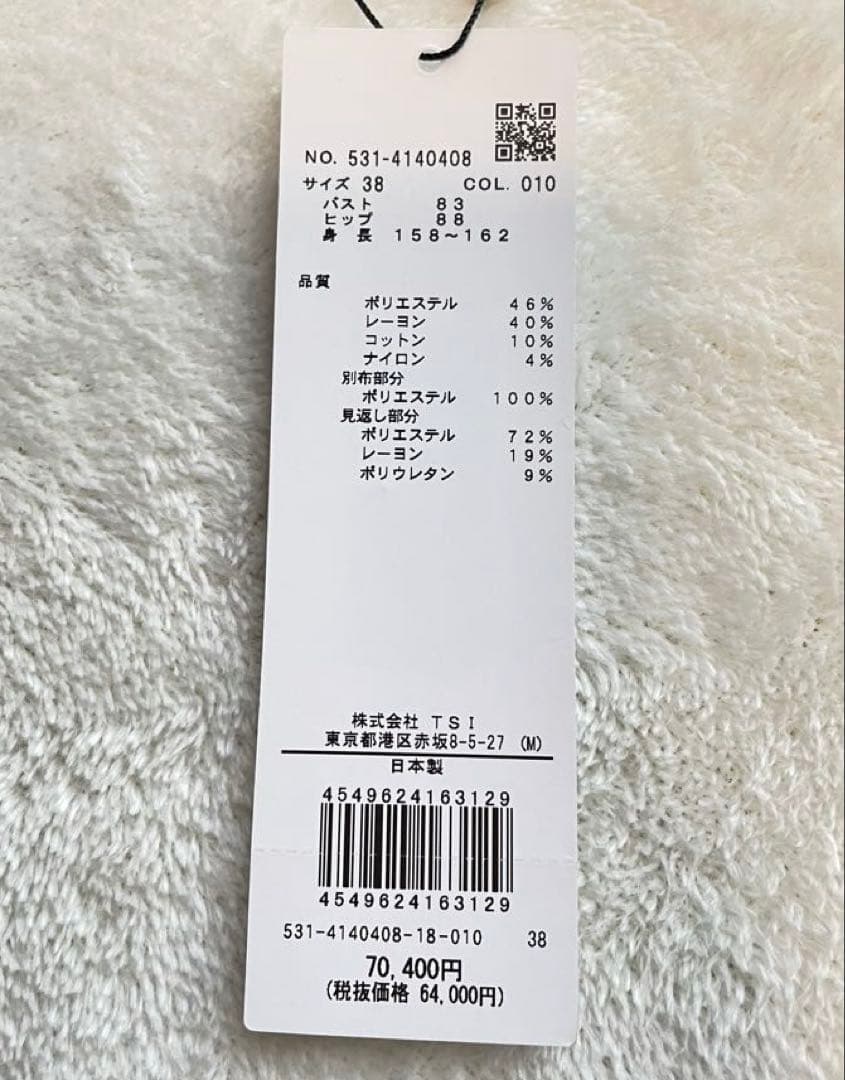 NO. 531-4140408
サイズ 38 COL. 010
バスト 83
ヒップ 88
身 長 158~162
品質
ポリエステル 46%
レーヨン 40%
コットン 10%
ナイロン 4%
別布部分
ポリエステル 100%
見返し部分
ポリエステル 72%
レーヨン 19%
ポリウレタン 9%
株式会社 TSI
東京都港区赤坂8-5-27 (M)
日本製
4549624163129
4549624163129
531-4140408-18-010 38
70,400円
(税抜価格 64,000円)